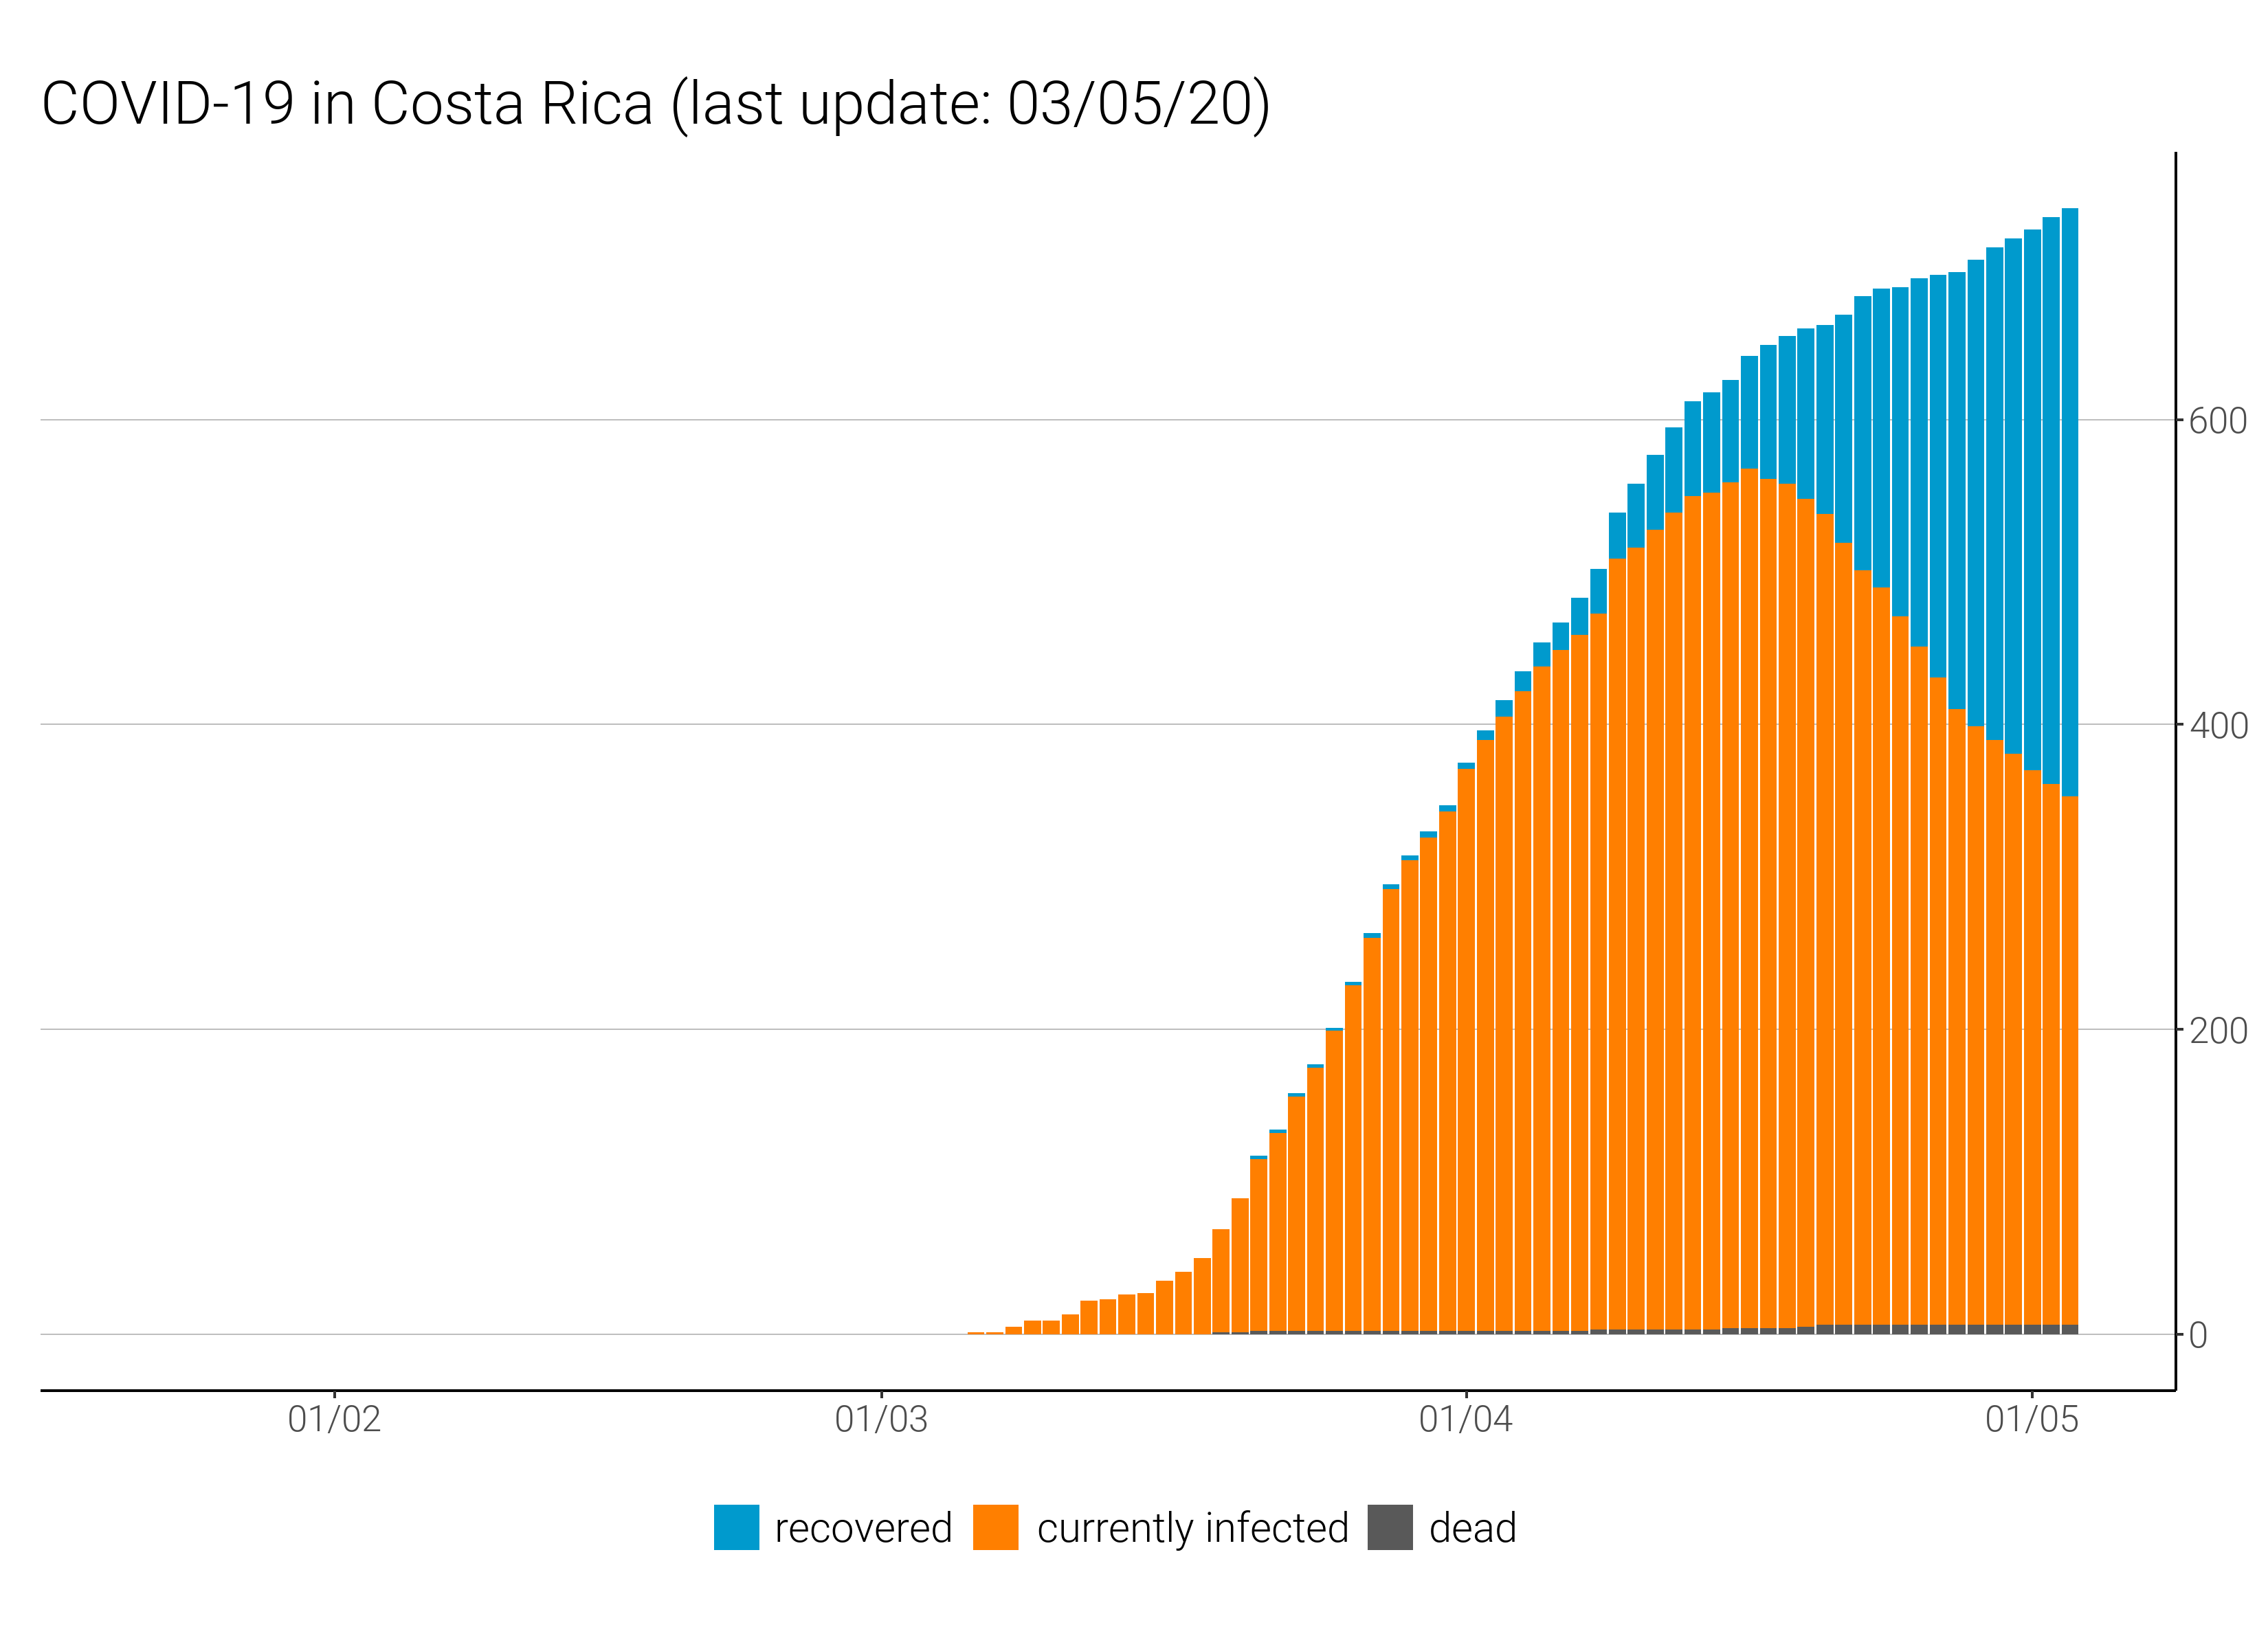 COVID-19 in Costa Rica (last update: 03/05/20)
600
400
200
0
01/02 01/03 01/04 01/05
recovered currently infected dead